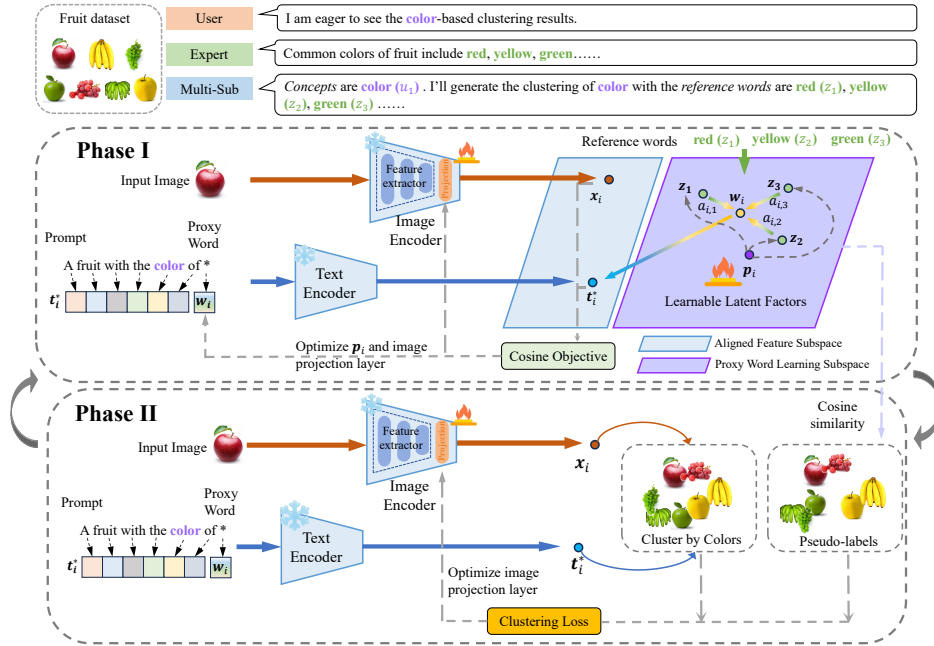 Fruit dataset
User
I am eager to see the color-based clustering results.
Expert
Common colors of fruit include red, yellow, green……
Multi-Sub
Concepts are color (u₁) . I'll generate the clustering of color with the reference words are red (z₁), yellow
(z₂), green (z₃) ……
Phase I
Input Image
Feature
extractor
Projection
Image
Encoder
Reference words
red (z₁) yellow (z₂) green (z₃)
xᵢ
z₁
wᵢ
z₃
aᵢ,₁
aᵢ,₃
aᵢ,₂
z₂
pᵢ
Learnable Latent Factors
Prompt
Proxy
Word
A fruit with the color of *
tᵢ*
wᵢ
Text
Encoder
tᵢ*
Optimize pᵢ and image
projection layer
Cosine Objective
Aligned Feature Subspace
Proxy Word Learning Subspace
Phase II
Input Image
Feature
extractor
Projection
Image
Encoder
xᵢ
Cosine
similarity
Cluster by Colors
Pseudo-labels
Prompt
Proxy
Word
A fruit with the color of *
tᵢ*
wᵢ
Text
Encoder
tᵢ*
Optimize image
projection layer
Clustering Loss